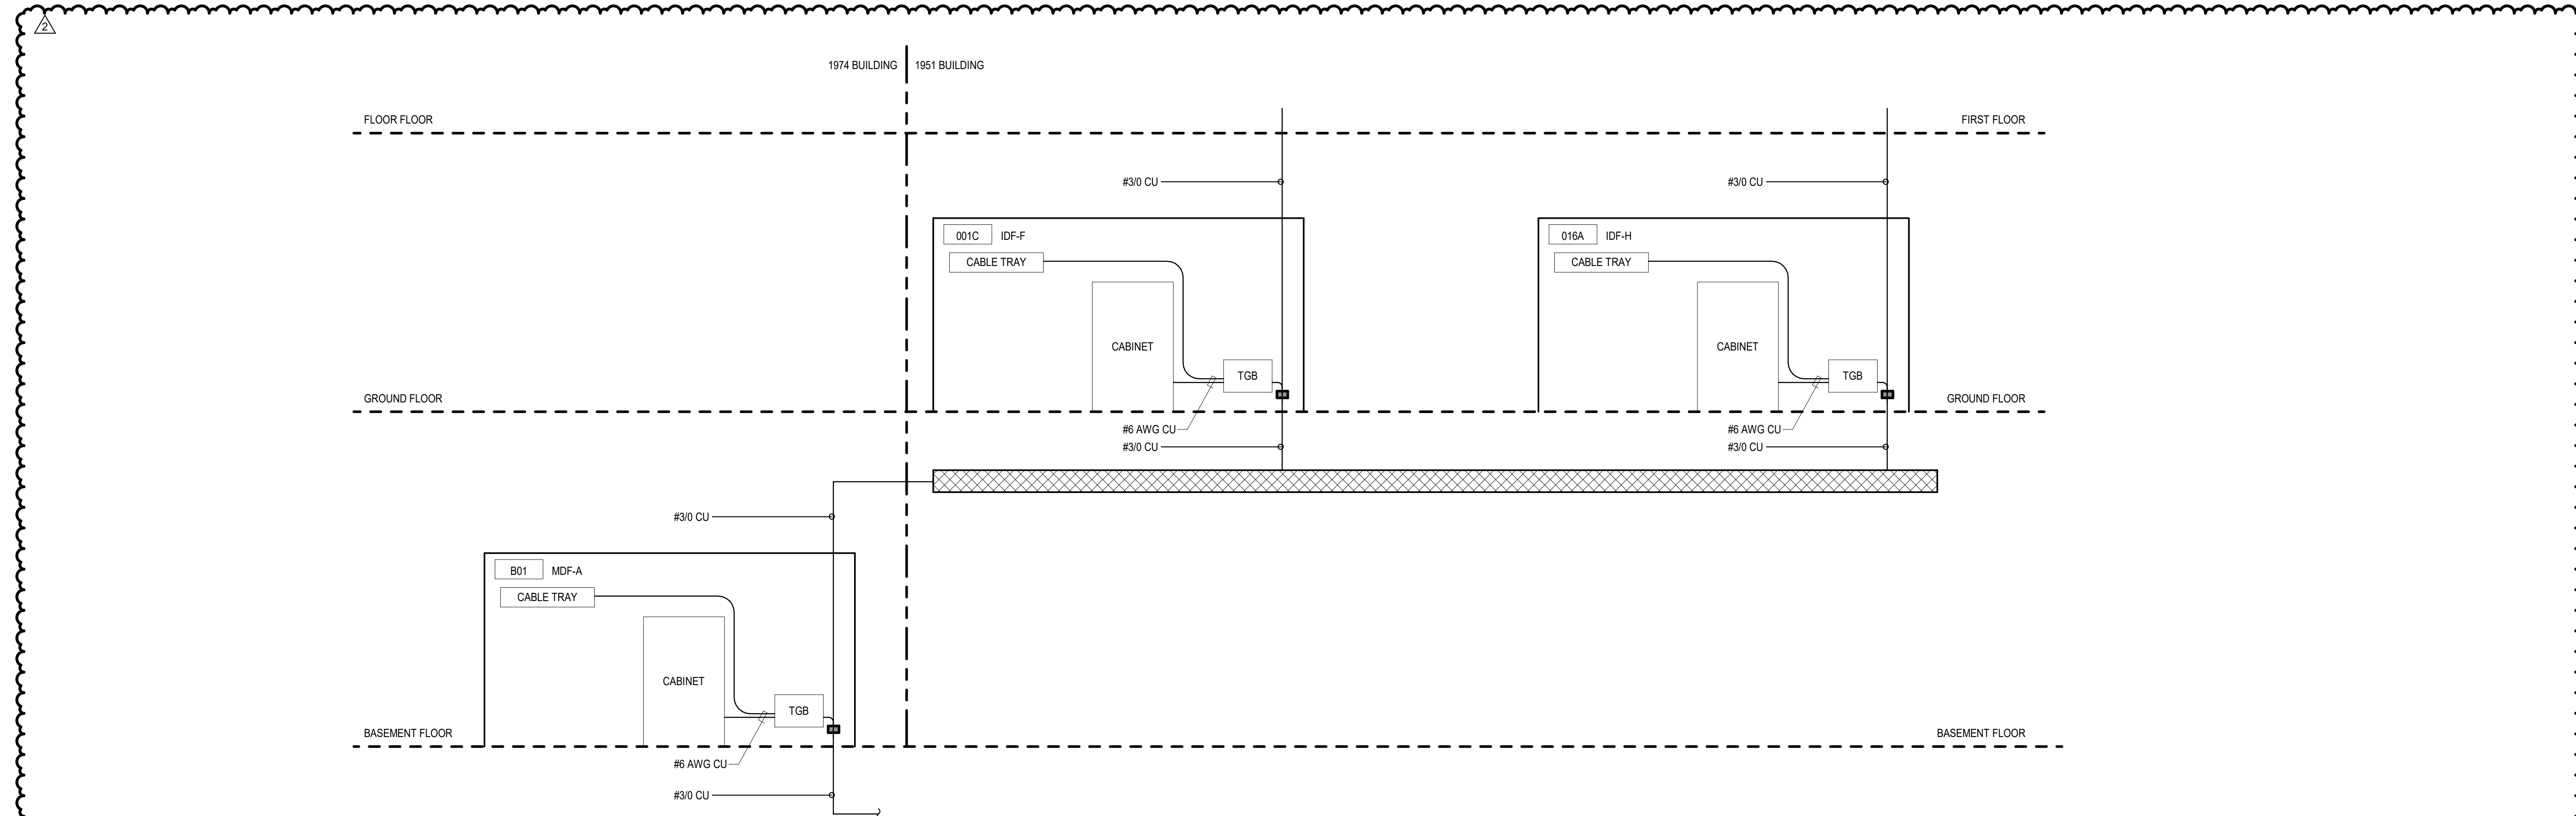 2
1974 BUILDING
1951 BUILDING
FLOOR FLOOR
FIRST FLOOR
#3/0 CU
#3/0 CU
001C
IDF-F
016A
IDF-H
CABLE TRAY
CABLE TRAY
CABINET
CABINET
TGB
TGB
GROUND FLOOR
GROUND FLOOR
#6 AWG CU
#6 AWG CU
#3/0 CU
#3/0 CU
#3/0 CU
B01
MDF-A
CABLE TRAY
CABINET
TGB
BASEMENT FLOOR
BASEMENT FLOOR
#6 AWG CU
#3/0 CU